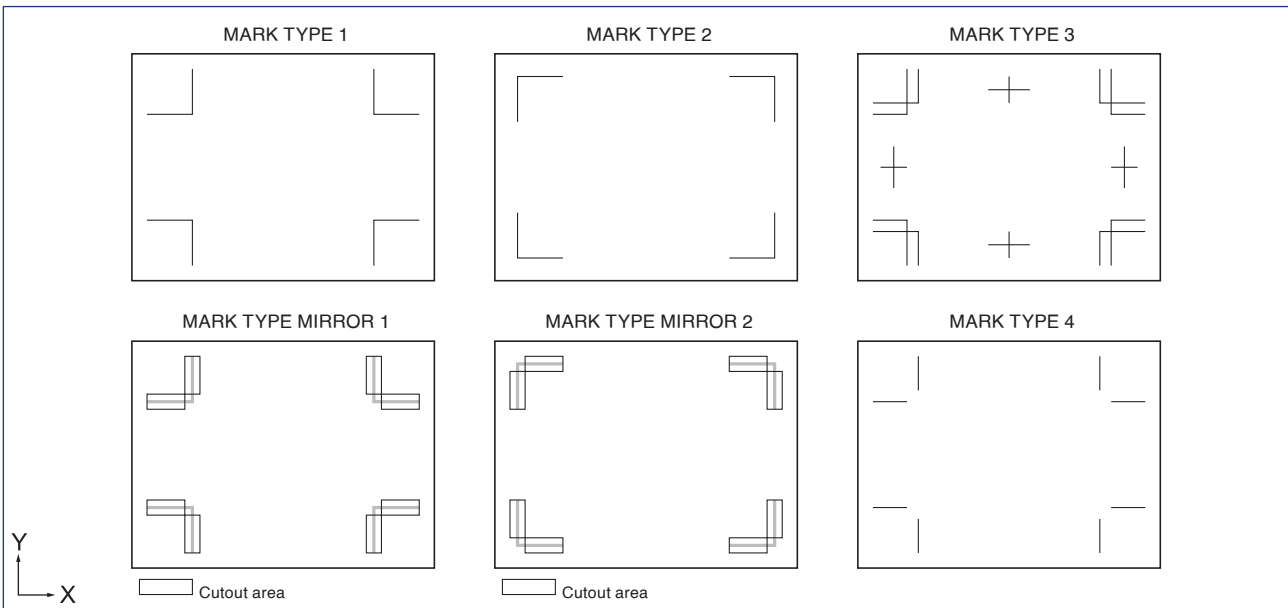 MARK TYPE 1
MARK TYPE 2
MARK TYPE 3
MARK TYPE MIRROR 1
MARK TYPE MIRROR 2
MARK TYPE 4
Y
X
Cutout area
Cutout area